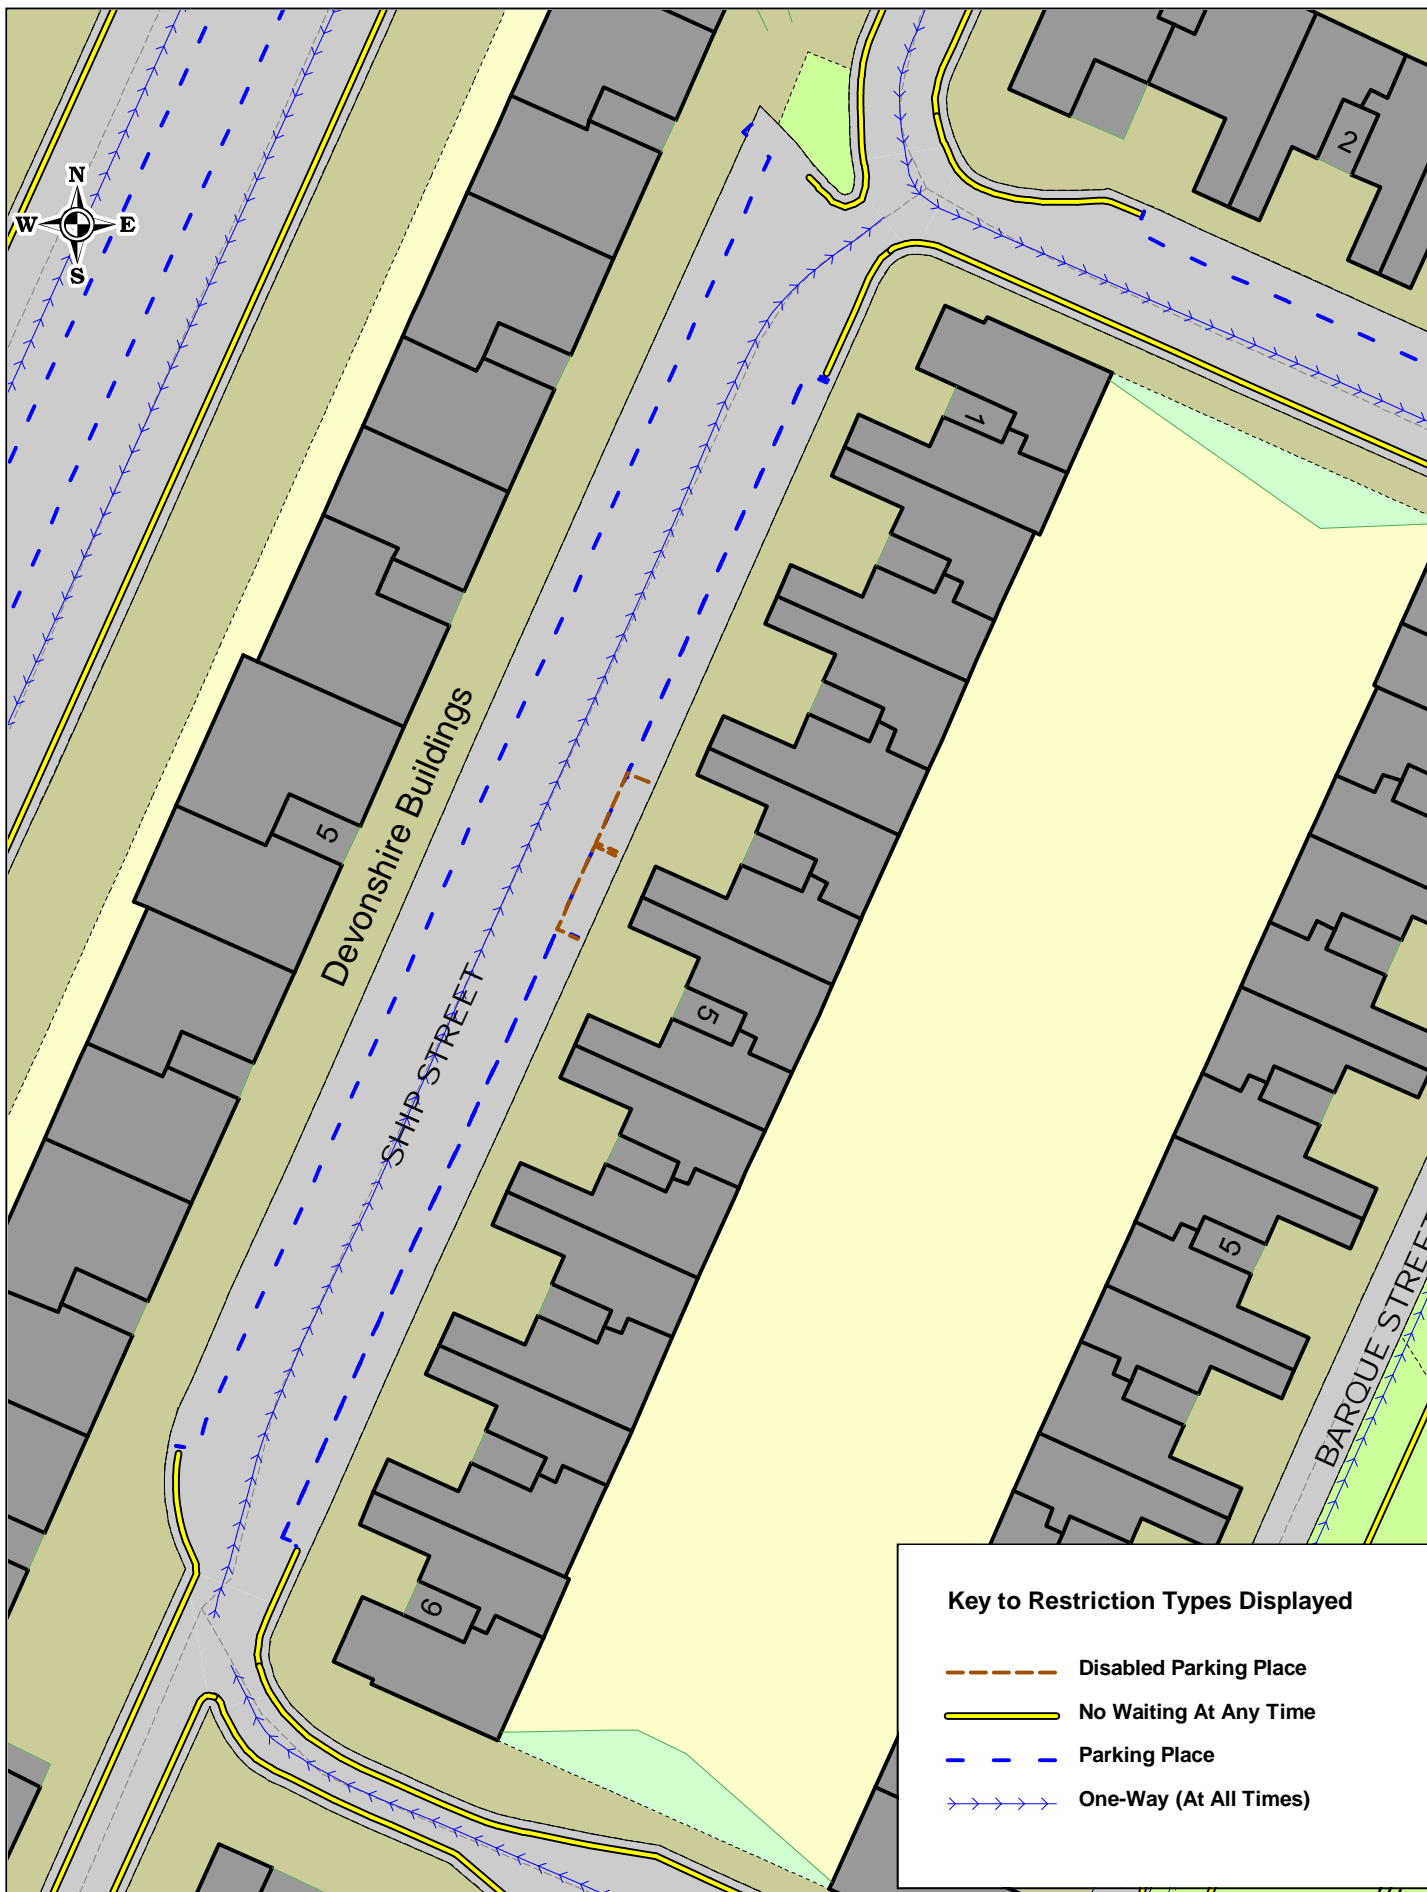 2
N
W
E
S
1
5
Devonshire Buildings
SHIP STREET
5
5
BARQUE STREET
9
Key to Restriction Types Displayed
Disabled Parking Place
No Waiting At Any Time
Parking Place
One-Way (At All Times)